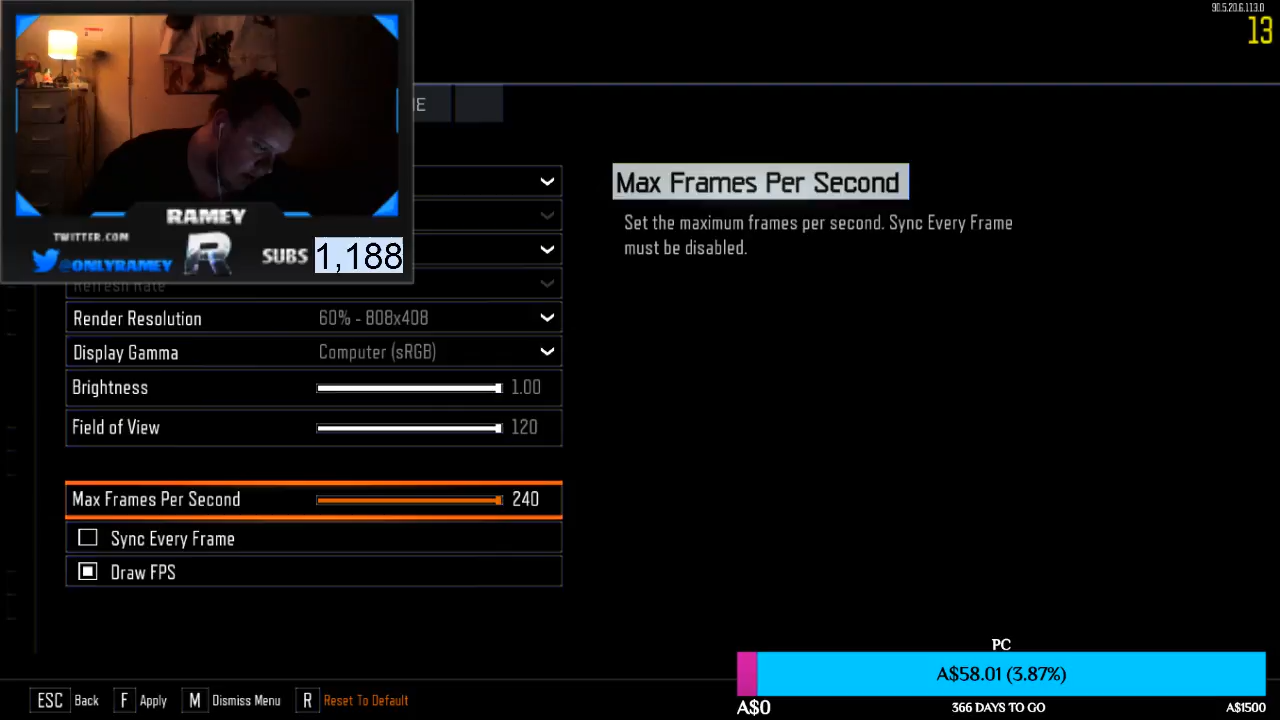 90.5.20.6.113.0
13
E
RAMEY
TWITTER.COM
@ONLYRAMEY
R
SUBS 1,188
Refresh Rate
Render Resolution 60% - 808x408
Display Gamma Computer (sRGB)
Brightness 1.00
Field of View 120
Max Frames Per Second 240
Sync Every Frame
Draw FPS
Max Frames Per Second
Set the maximum frames per second. Sync Every Frame
must be disabled.
PC
A$58.01 (3.87%)
A$0 366 DAYS TO GO A$1500
ESC Back F Apply M Dismiss Menu R Reset To Default